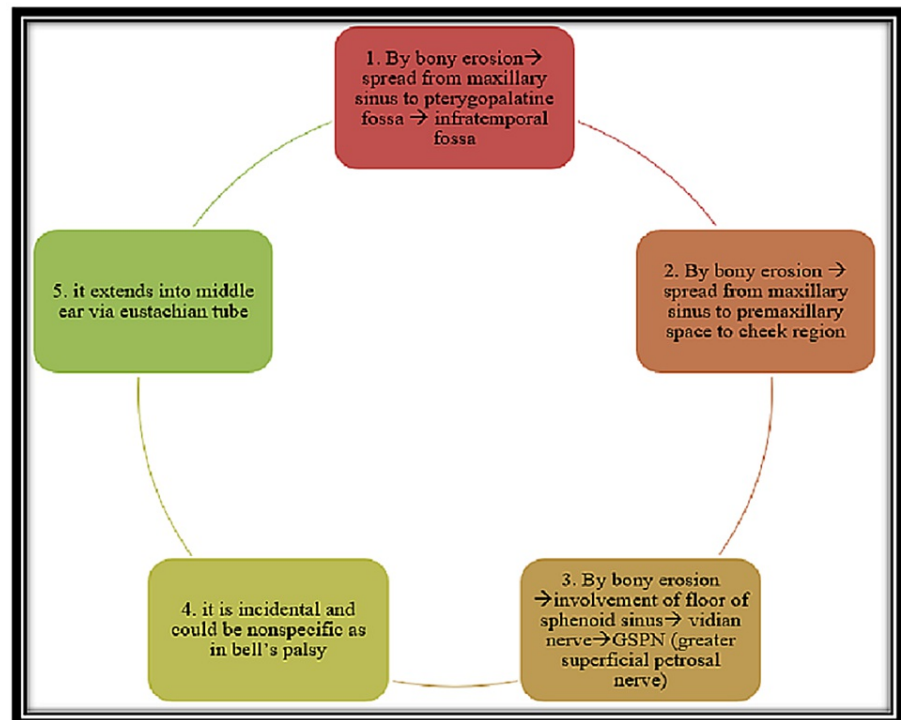 1. By bony erosion→
spread from maxillary
sinus to pterygopalatine
fossa → infratemporal
fossa
2. By bony erosion →
spread from maxillary
sinus to premaxillary
space to cheek region
3. By bony erosion
→involvement of floor of
sphenoid sinus→ vidian
nerve→GSPN (greater
superficial petrosal
nerve)
4. it is incidental and
could be nonspecific as
in bell's palsy
5. it extends into middle
ear via eustachian tube